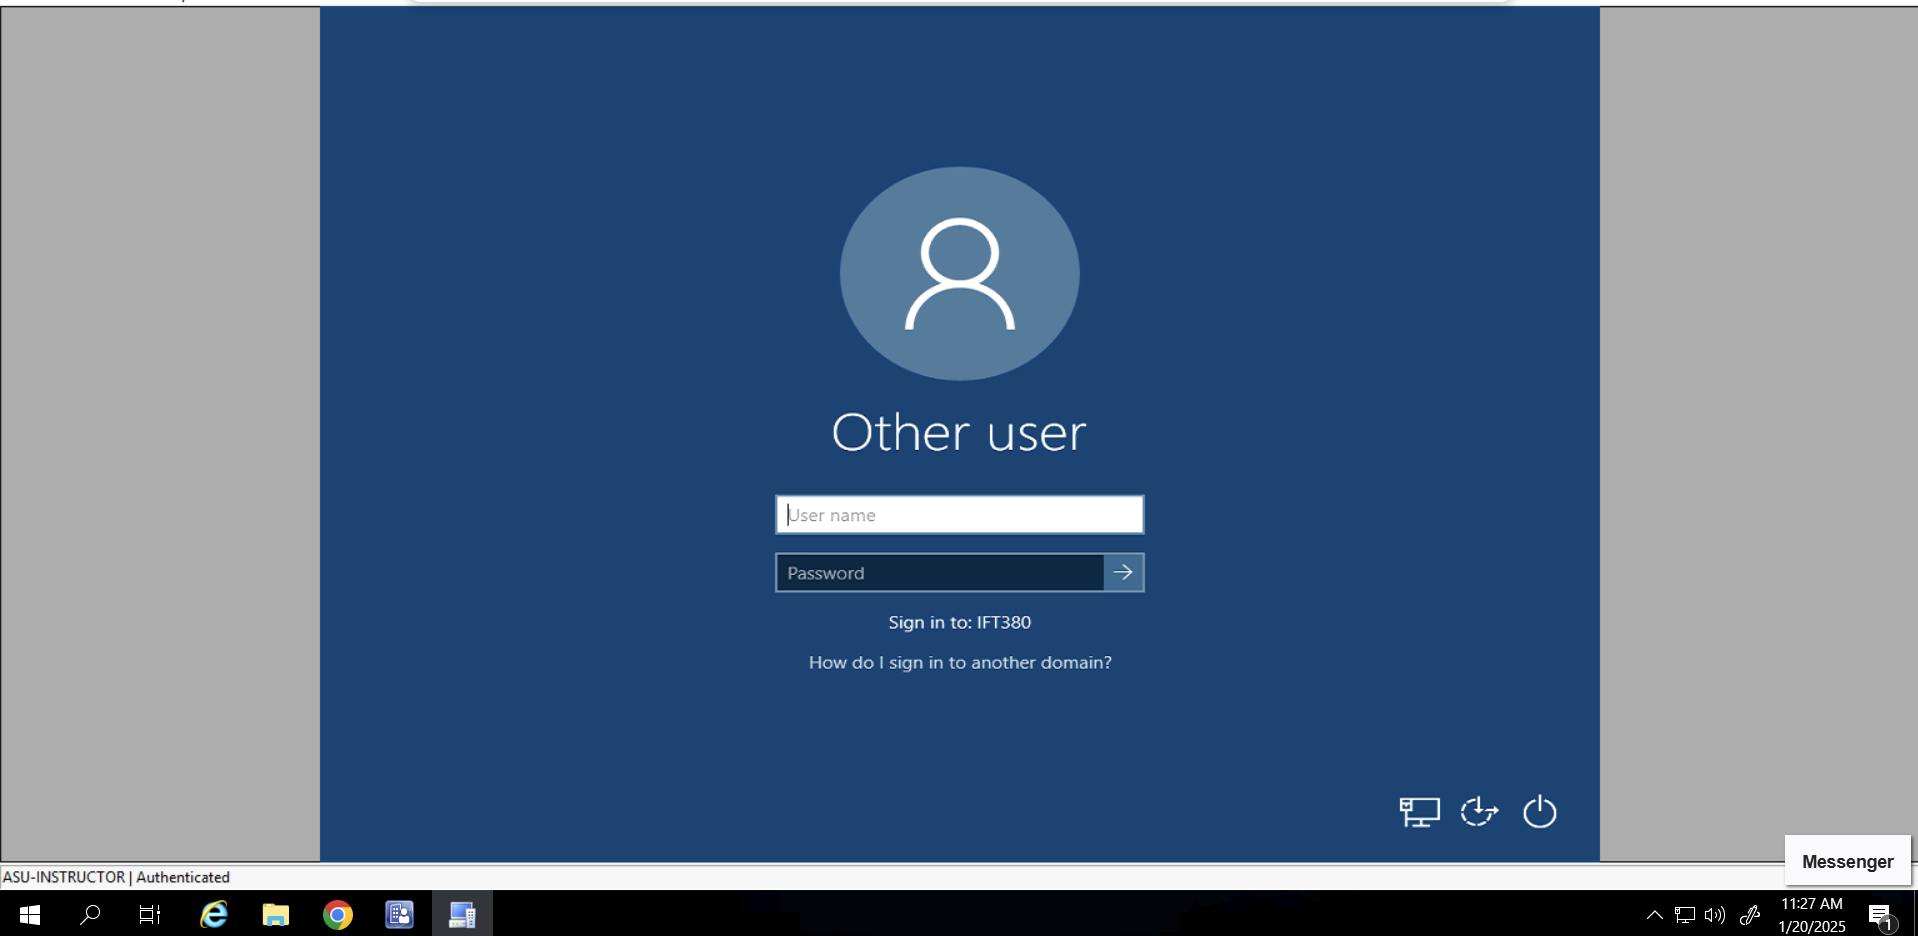 Other user
User name
Password
Sign in to: IFT380
How do I sign in to another domain?
Messenger
ASU-INSTRUCTOR | Authenticated
11:27 AM
1/20/2025
1